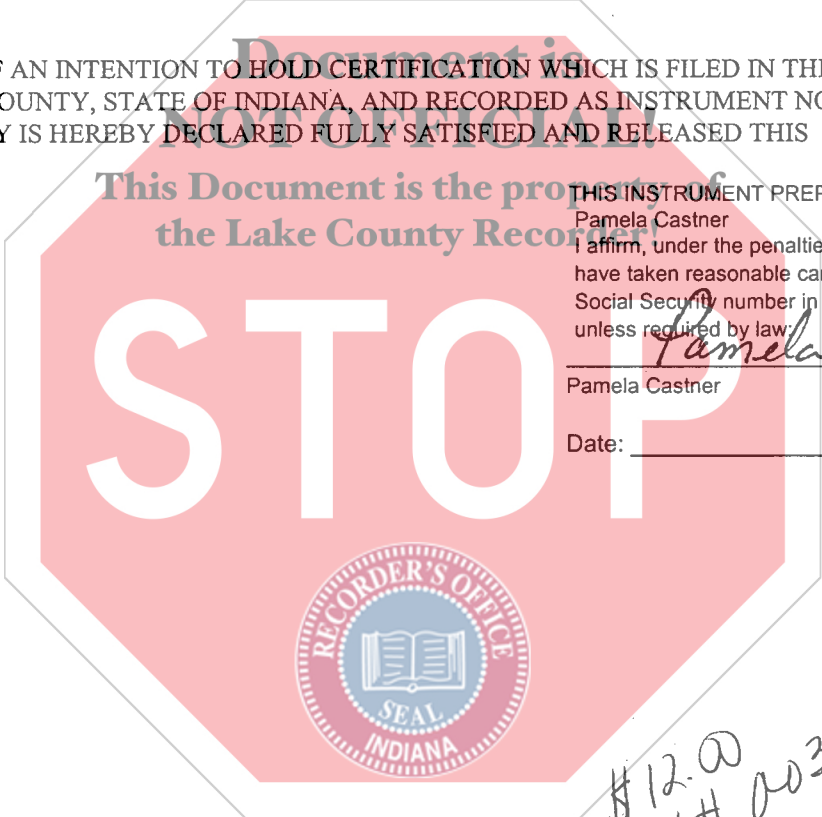 Document is
F AN INTENTION TO HOLD CERTIFICATION WHICH IS FILED IN THE
OUNTY, STATE OF INDIANA, AND RECORDED AS INSTRUMENT NO
NOT OFFICIAL!
Y IS HEREBY DECLARED FULLY SATISFIED AND RELEASED THIS
This Document is the property of
the Lake County Recorder!
THIS INSTRUMENT PREP
Pamela Castner
I affirm, under the penaltie
have taken reasonable car
Social Security number in
unless required by law:
Pamela
Pamela Castner
Date:
STOP
RECORDER'S OFFICE
SEAL
INDIANA
$12.00
003